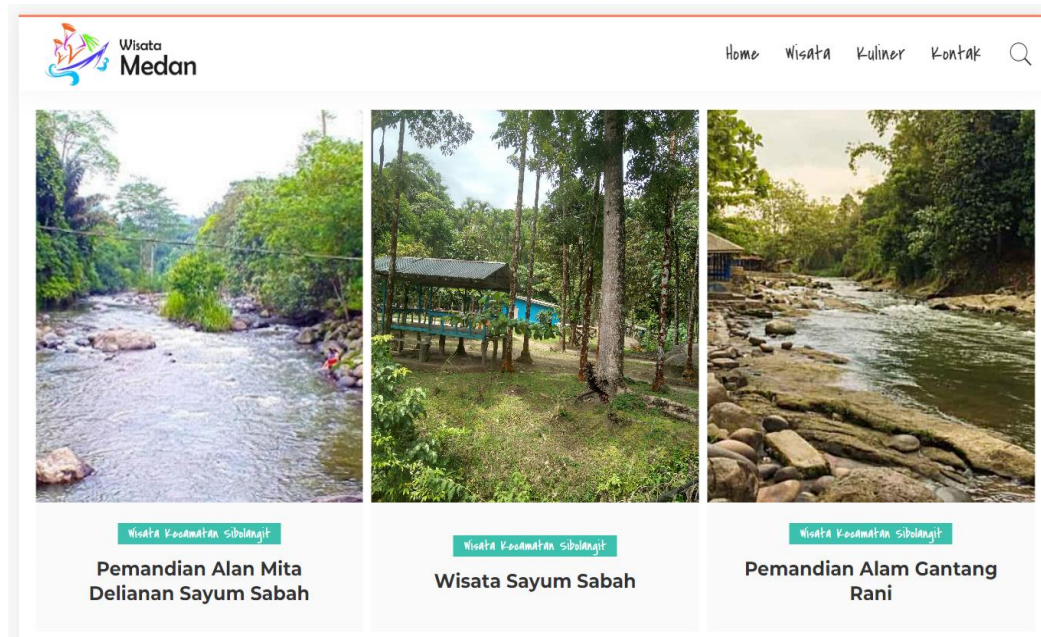 Wisata
Medan
Home Wisata Kuliner Kontak
Wisata Kecamatan Sibolangit
Pemandian Alan Mita
Delianan Sayum Sabah
Wisata Kecamatan Sibolangit
Wisata Sayum Sabah
Wisata Kecamatan Sibolangit
Pemandian Alam Gantang
Rani